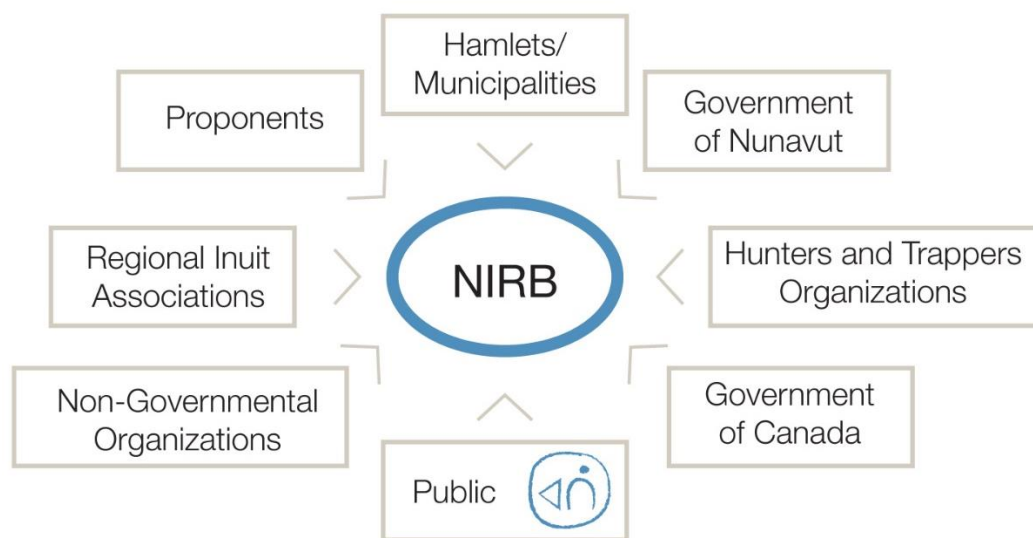 Hamlets/
Municipalities
Proponents
Government
of Nunavut
Regional Inuit
Associations
NIRB
Hunters and Trappers
Organizations
Non-Governmental
Organizations
Government
of Canada
Public
ᐊᑏ